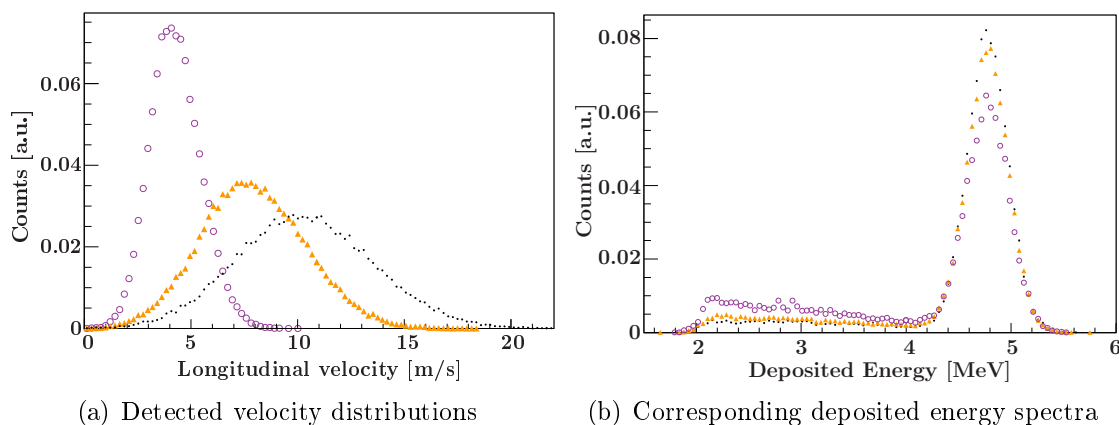 Counts [a.u.]
0.06
0.04
0.02
0
0 5 10 15 20
Longitudinal velocity [m/s]
(a) Detected velocity distributions
Counts [a.u.]
0.08
0.06
0.04
0.02
0
2 3 4 5 6
Deposited Energy [MeV]
(b) Corresponding deposited energy spectra